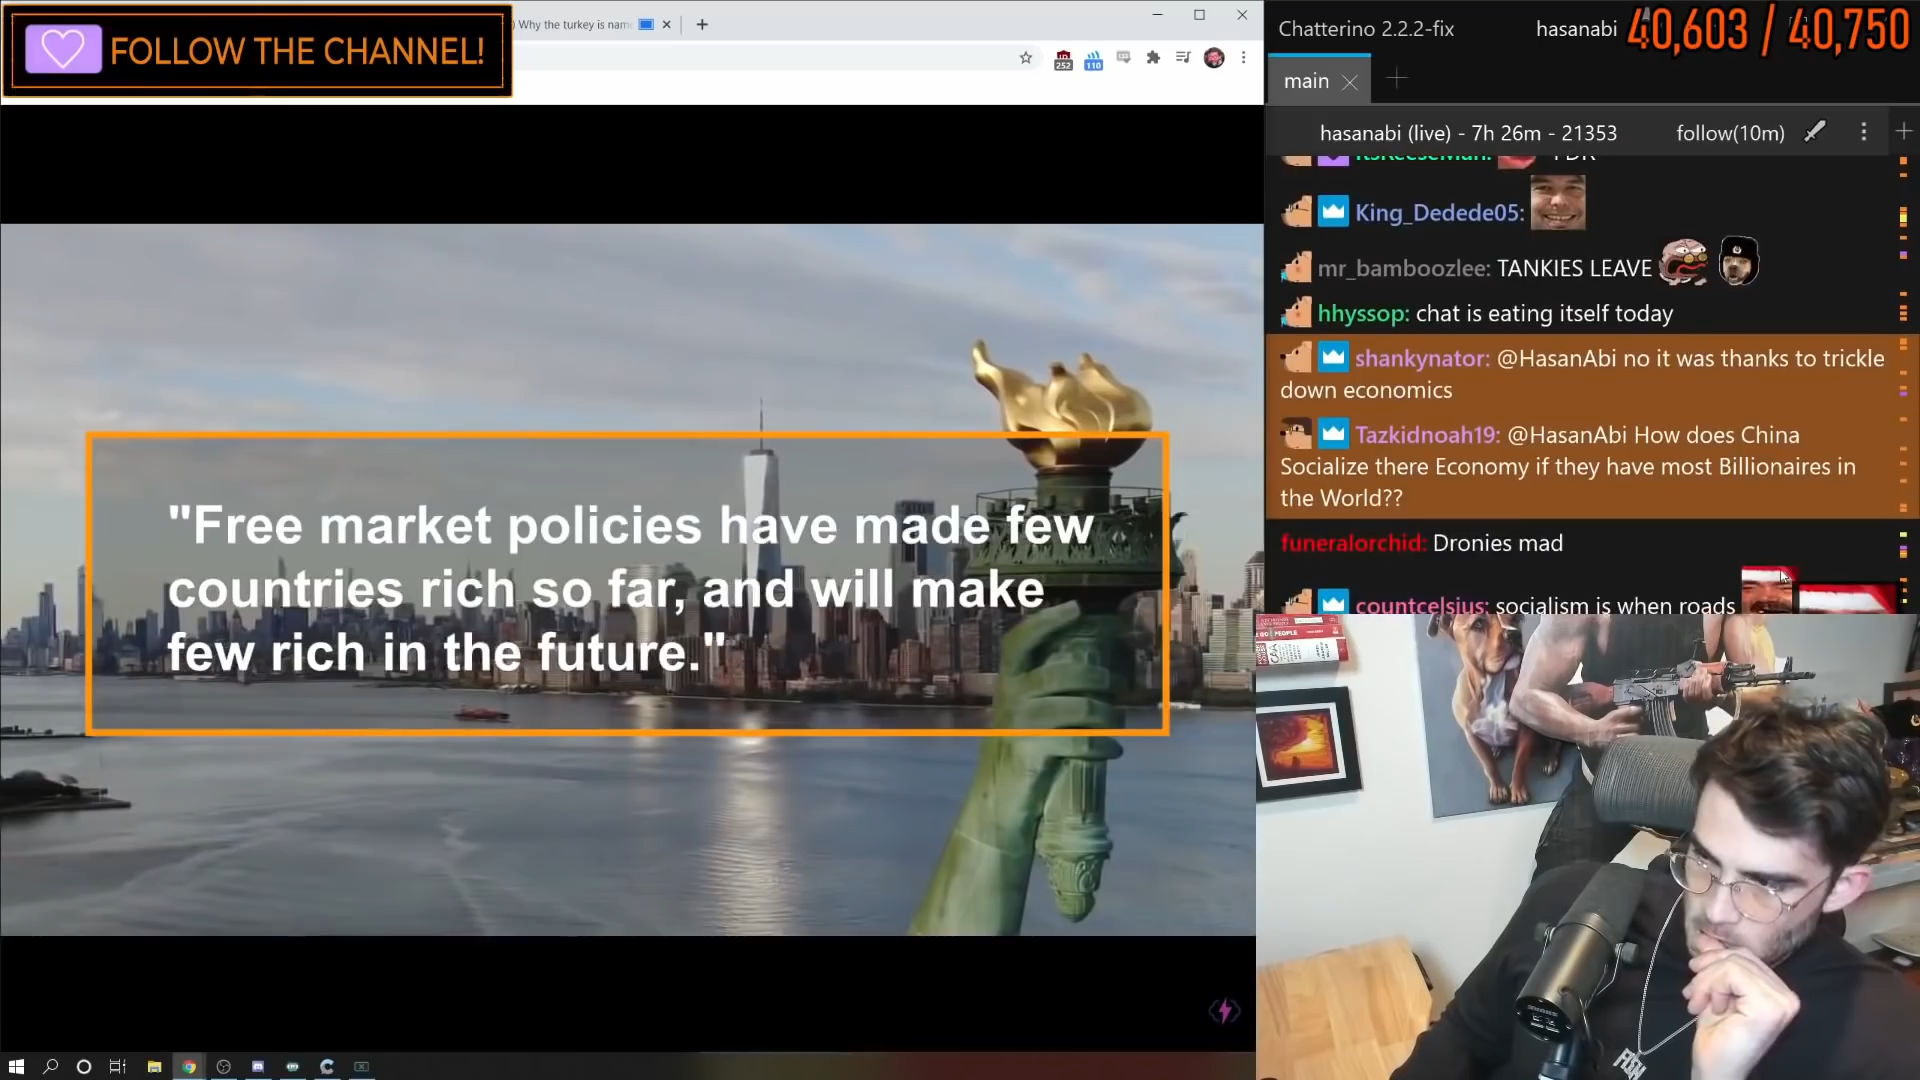 FOLLOW THE CHANNEL!
) Why the turkey is nam
252
110
Chatterino 2.2.2-fix
hasanabi
40,603 / 40,750
main
hasanabi (live) - 7h 26m - 21353
follow(10m)
ItsReeseMan:
King_Dedede05:
mr_bamboozlee: TANKIES LEAVE
hhyssop: chat is eating itself today
shankynator: @HasanAbi no it was thanks to trickle
down economics
Tazkidnoah19: @HasanAbi How does China
Socialize there Economy if they have most Billionaires in
the World??
funeralorchid: Dronies mad
countcelsius: socialism is when roads
"Free market policies have made few
countries rich so far, and will make
few rich in the future."
PEOPLE